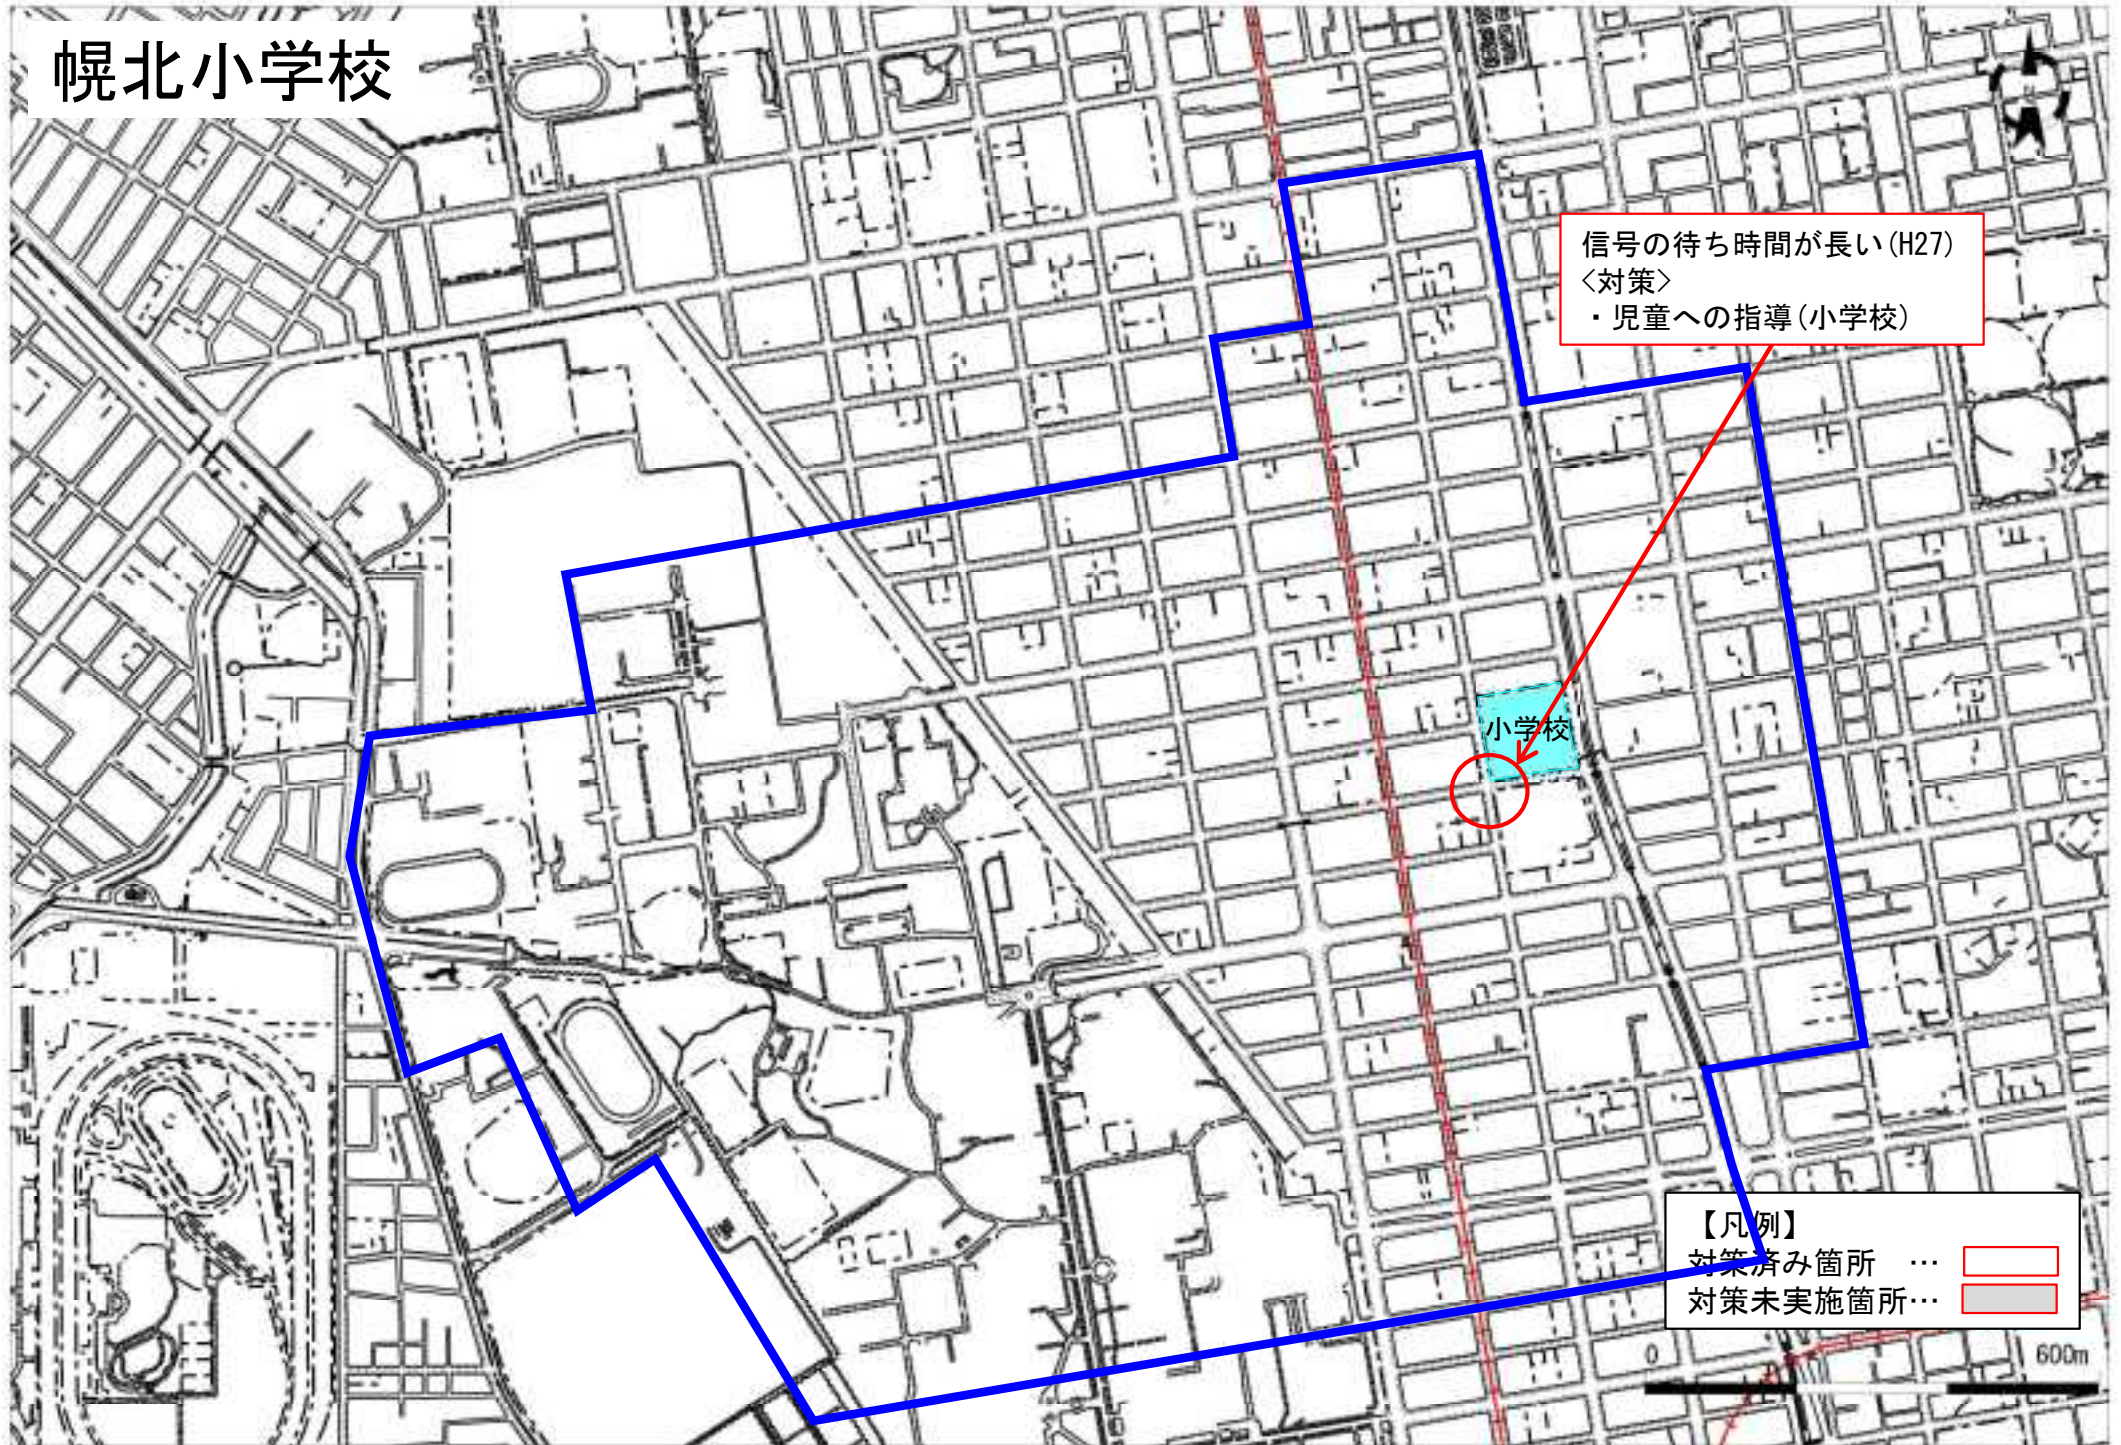 幌北小学校
信号の待ち時間が長い(H27)
<対策>
・児童への指導(小学校)
小学校
【凡例】
対策済み箇所 …
対策未実施箇所…
0 600m